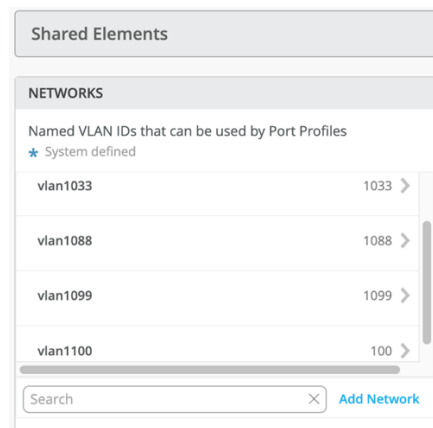 Shared Elements
NETWORKS
Named VLAN IDs that can be used by Port Profiles
* System defined
vlan1033 1033
vlan1088 1088
vlan1099 1099
vlan1100 100
Search Add Network